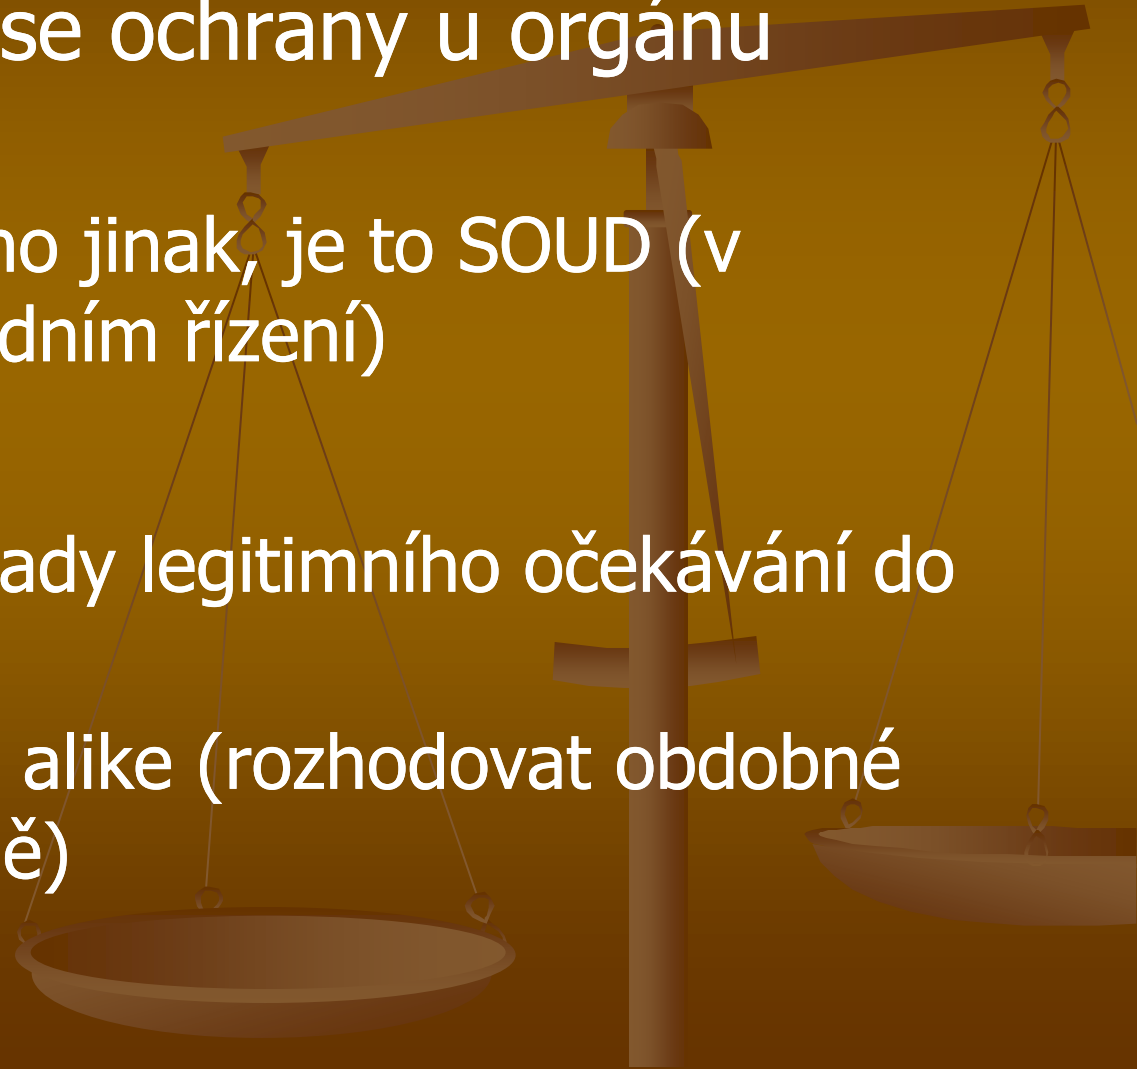 se ochrany u orgánu
no jinak, je to SOUD (v
dním řízení)
ady legitimního očekávání do
alike (rozhodovat obdobné
ě)